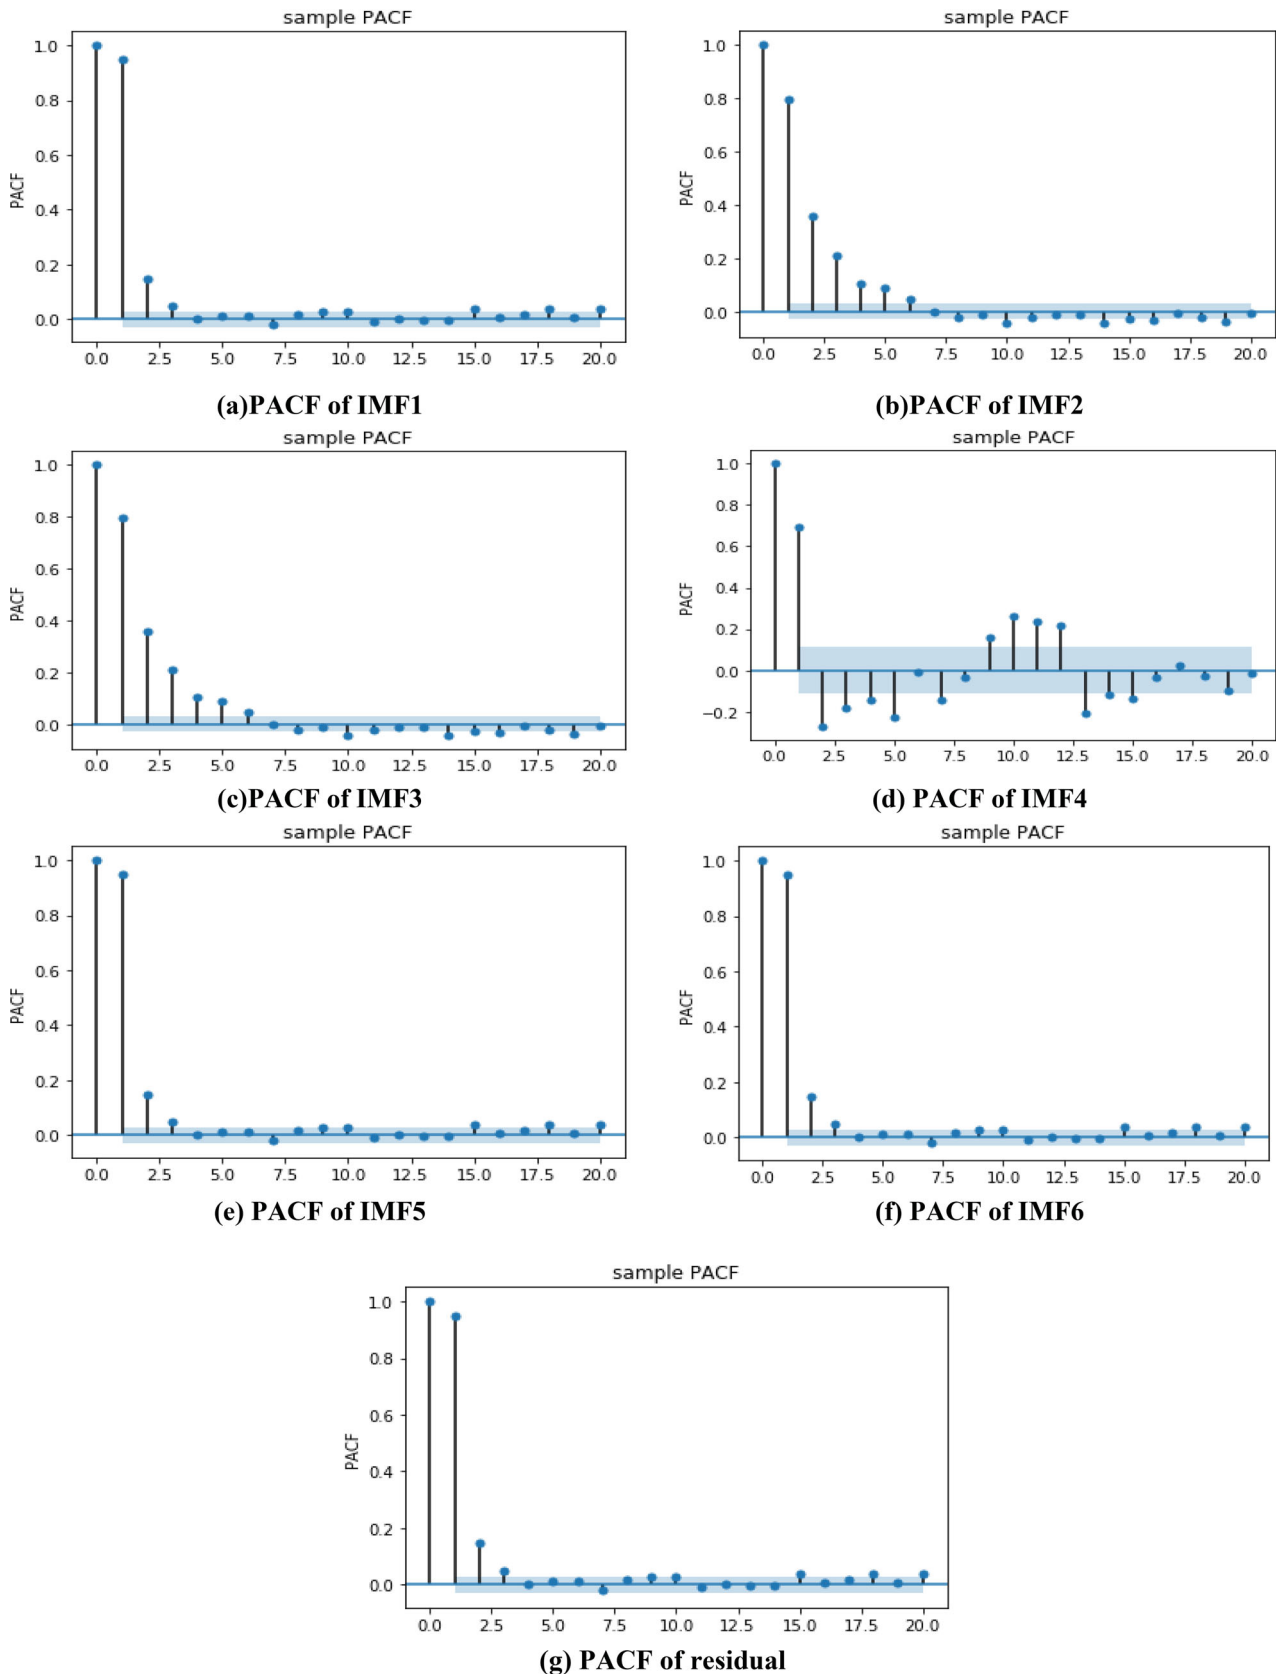 sample PACF
sample PACF
1.0
0.8
0.6
0.4
0.2
0.0
PACF
0.0 2.5 5.0 7.5 10.0 12.5 15.0 17.5 20.0
1.0
0.8
0.6
0.4
0.2
0.0
PACF
0.0 2.5 5.0 7.5 10.0 12.5 15.0 17.5 20.0
(a)PACF of IMF1
(b)PACF of IMF2
sample PACF
sample PACF
1.0
0.8
0.6
0.4
0.2
0.0
PACF
0.0 2.5 5.0 7.5 10.0 12.5 15.0 17.5 20.0
1.0
0.8
0.6
0.4
0.2
0.0
−0.2
PACF
0.0 2.5 5.0 7.5 10.0 12.5 15.0 17.5 20.0
(c)PACF of IMF3
(d) PACF of IMF4
sample PACF
sample PACF
1.0
0.8
0.6
0.4
0.2
0.0
PACF
0.0 2.5 5.0 7.5 10.0 12.5 15.0 17.5 20.0
1.0
0.8
0.6
0.4
0.2
0.0
PACF
0.0 2.5 5.0 7.5 10.0 12.5 15.0 17.5 20.0
(e) PACF of IMF5
(f) PACF of IMF6
sample PACF
1.0
0.8
0.6
0.4
0.2
0.0
PACF
0.0 2.5 5.0 7.5 10.0 12.5 15.0 17.5 20.0
(g) PACF of residual